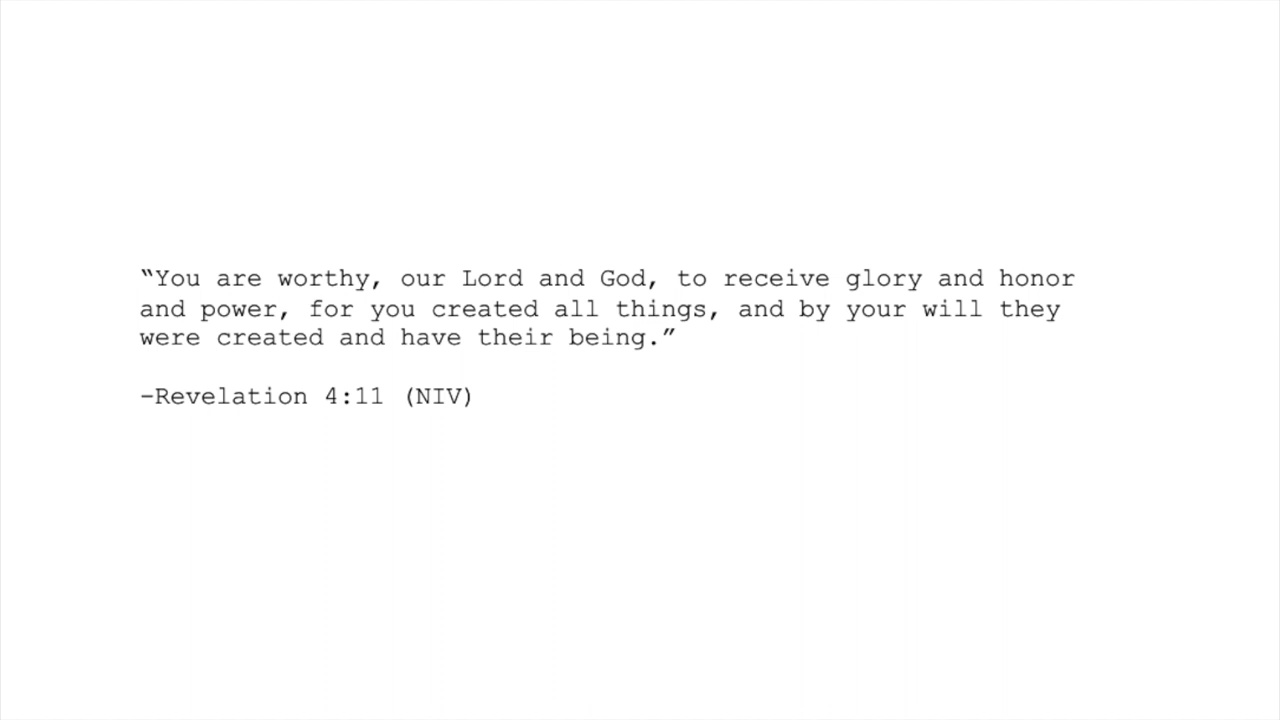 “You are worthy, our Lord and God, to receive glory and honor
and power, for you created all things, and by your will they
were created and have their being.”
–Revelation 4:11 (NIV)